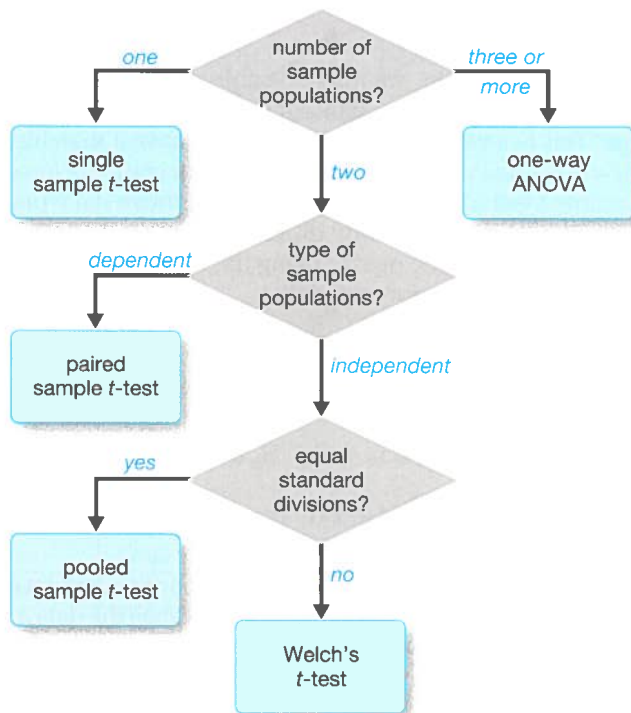 number of
sample
populations?
one
three or
more
single
sample t-test
one-way
ANOVA
two
type of
sample
populations?
dependent
paired
sample t-test
independent
equal
standard
divisions?
yes
pooled
sample t-test
no
Welch's
t-test